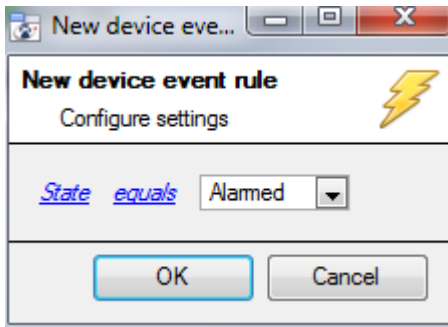 New device eve...
New device event rule
Configure settings
State equals Alarmed
OK Cancel